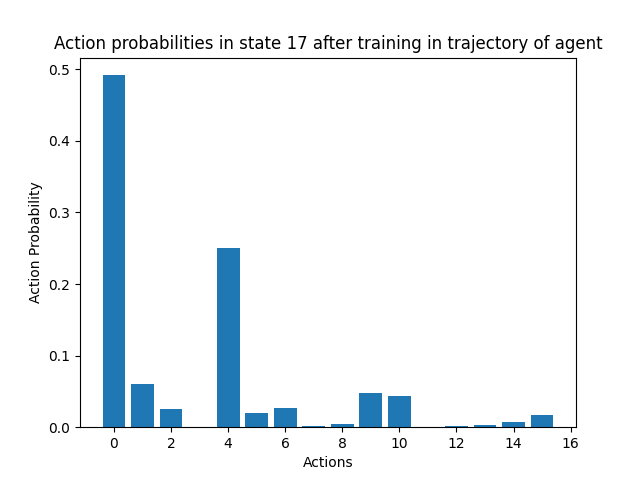 Action probabilities in state 17 after training in trajectory of agent
0.5
0.4
0.3
0.2
0.1
0.0
Action Probability
0 2 4 6 8 10 12 14 16
Actions